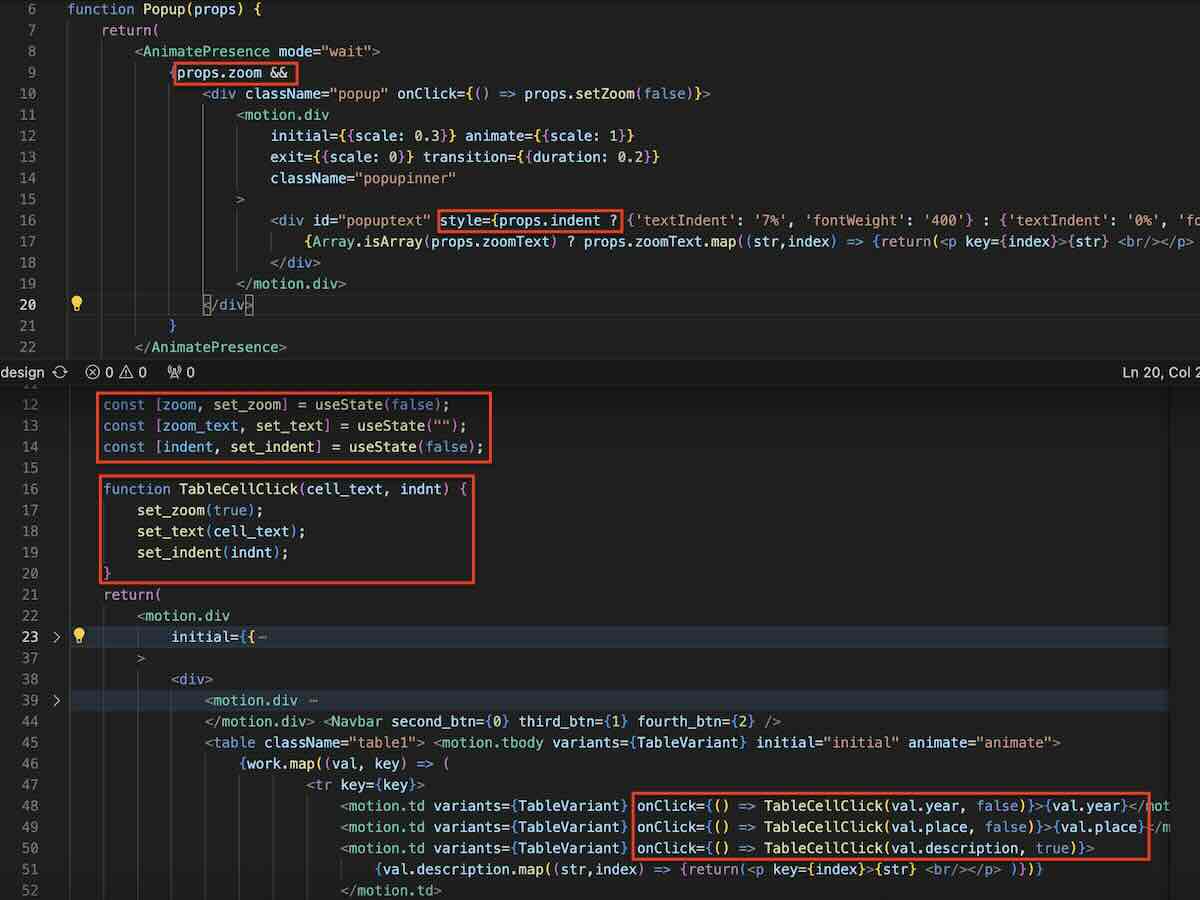 6 function Popup(props) {
7 return(
8 <AnimatePresence mode="wait">
9 {props.zoom &&
10 <div className="popup" onClick={() => props.setZoom(false)}>
11 <motion.div
12 initial={{scale: 0.3}} animate={{scale: 1}}
13 exit={{scale: 0}} transition={{duration: 0.2}}
14 className="popupinner"
15 >
16 <div id="popuptext" style={props.indent ? {'textIndent': '7%', 'fontWeight': '400'} : {'textIndent': '0%', 'fo
17 {Array.isArray(props.zoomText) ? props.zoomText.map((str,index) => {return(<p key={index}>{str} <br/></p>
18 </div>
19 </motion.div>
20 </div>
21 }
22 </AnimatePresence>
design 0 0 0 Ln 20, Col 2
11
12 const [zoom, set_zoom] = useState(false);
13 const [zoom_text, set_text] = useState("");
14 const [indent, set_indent] = useState(false);
15
16 function TableCellClick(cell_text, indnt) {
17 set_zoom(true);
18 set_text(cell_text);
19 set_indent(indnt);
20 }
21 return(
22 <motion.div
23 initial={{ ⋯
37 >
38 <div>
39 <motion.div ⋯
44 </motion.div> <Navbar second_btn={0} third_btn={1} fourth_btn={2} />
45 <table className="table1"> <motion.tbody variants={TableVariant} initial="initial" animate="animate">
46 {work.map((val, key) => (
47 <tr key={key}>
48 <motion.td variants={TableVariant} onClick={() => TableCellClick(val.year, false)}>{val.year}</mot
49 <motion.td variants={TableVariant} onClick={() => TableCellClick(val.place, false)}>{val.place}</m
50 <motion.td variants={TableVariant} onClick={() => TableCellClick(val.description, true)}>
51 {val.description.map((str,index) => {return(<p key={index}>{str} <br/></p> )})}
52 </motion.td>